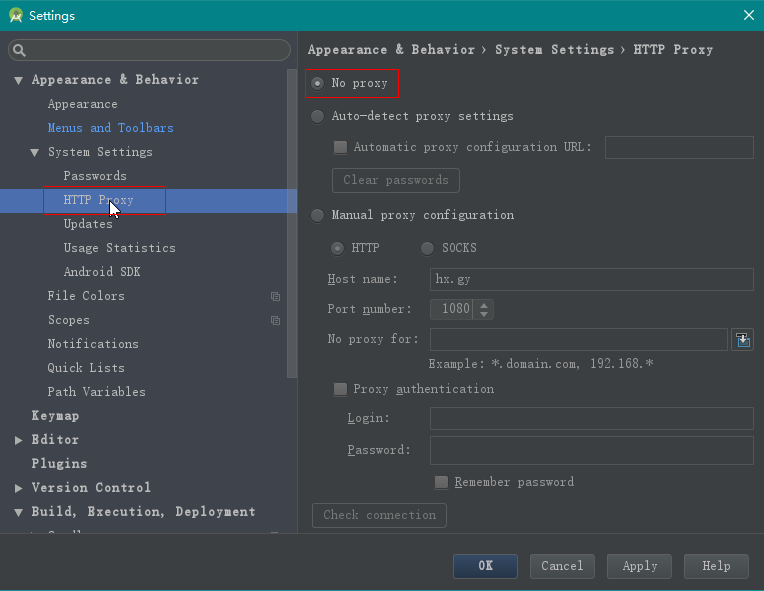 Settings
Appearance & Behavior
Appearance
Menus and Toolbars
System Settings
Passwords
HTTP Proxy
Updates
Usage Statistics
Android SDK
File Colors
Scopes
Notifications
Quick Lists
Path Variables
Keymap
Editor
Plugins
Version Control
Build, Execution, Deployment
Appearance & Behavior › System Settings › HTTP Proxy
No proxy
Auto-detect proxy settings
Automatic proxy configuration URL:
Clear passwords
Manual proxy configuration
HTTP SOCKS
Host name: hx.gy
Port number: 1080
No proxy for:
Example: *.domain.com, 192.168.*
Proxy authentication
Login:
Password:
Remember password
Check connection
OK Cancel Apply Help